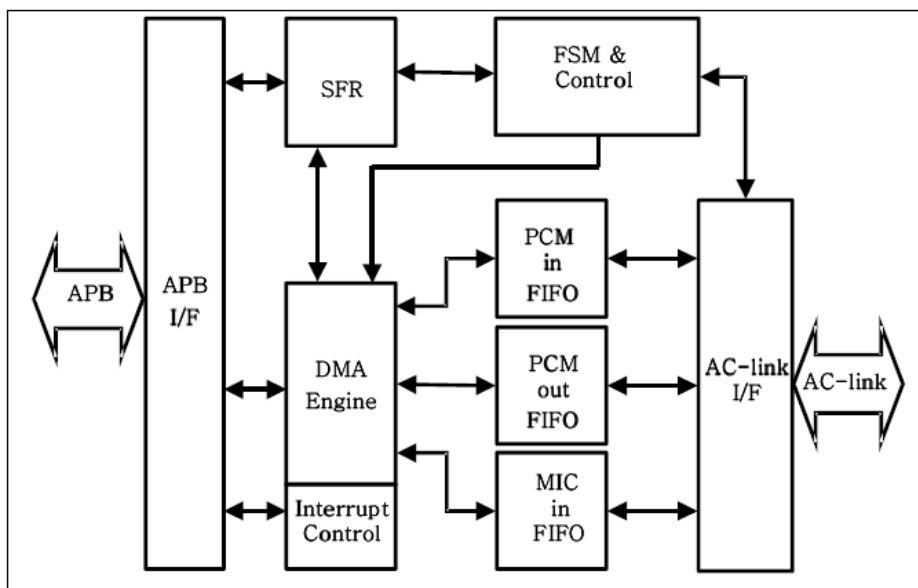 APB
APB
I/F
SFR
FSM &
Control
DMA
Engine
Interrupt
Control
PCM
in
FIFO
PCM
out
FIFO
MIC
in
FIFO
AC-link
I/F
AC-link